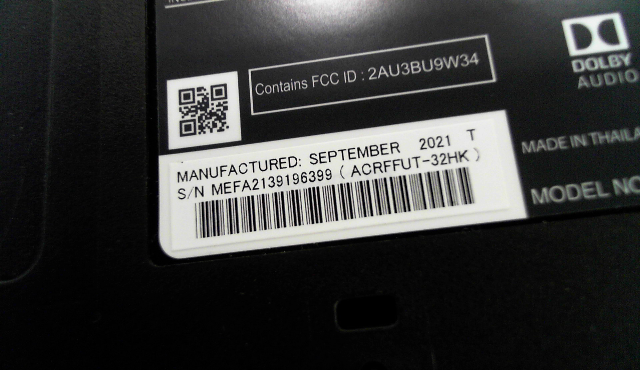 Contains FCC ID : 2AU3BU9W34
DOLBY
AUDIO
MANUFACTURED: SEPTEMBER 2021 T
S/N MEFA2139196399 ( ACRFFUT-32HK )
MADE IN THAILA
MODEL NO